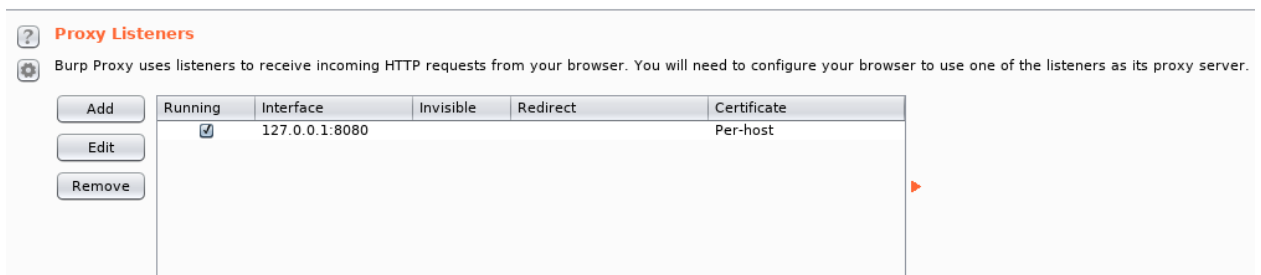 Proxy Listeners
Burp Proxy uses listeners to receive incoming HTTP requests from your browser. You will need to configure your browser to use one of the listeners as its proxy server.
Add Running Interface Invisible Redirect Certificate
127.0.0.1:8080 Per-host
Edit
Remove